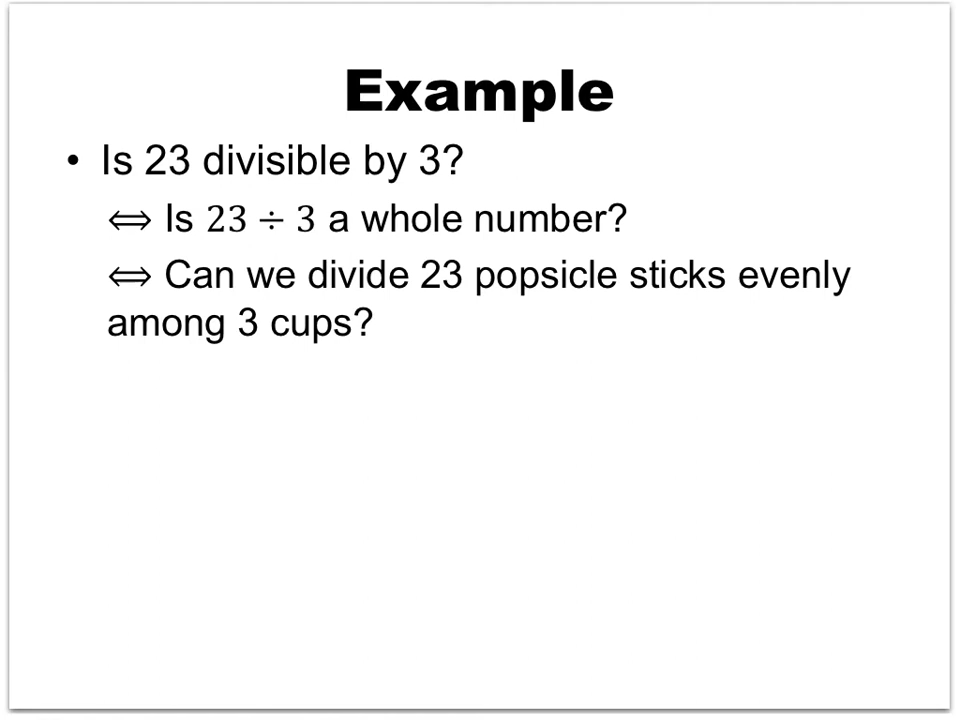 Example
• Is 23 divisible by 3?
⟺ Is 23 ÷ 3 a whole number?
⟺ Can we divide 23 popsicle sticks evenly
among 3 cups?